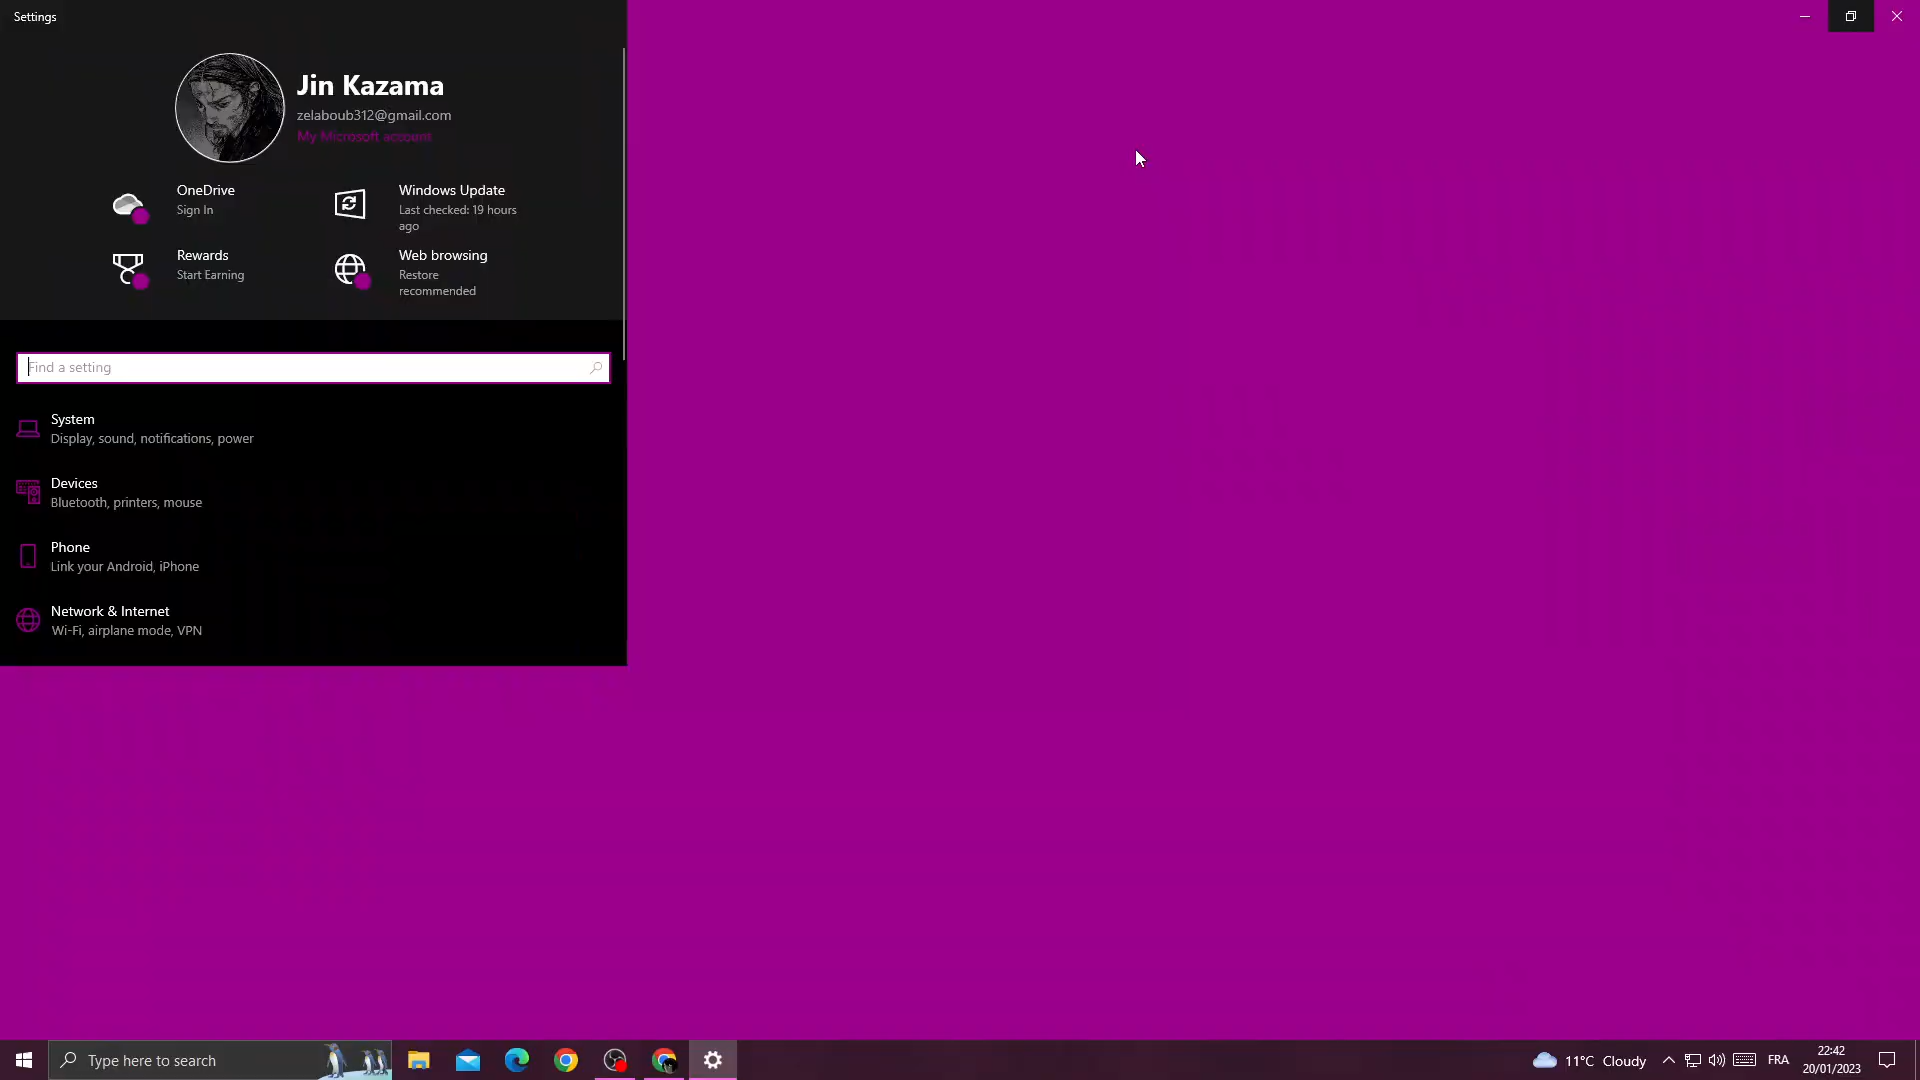 Settings
Jin Kazama
zelaboub312@gmail.com
My Microsoft account
OneDrive
Sign In
Windows Update
Last checked: 19 hours
ago
Rewards
Start Earning
Web browsing
Restore
recommended
Find a setting
System
Display, sound, notifications, power
Devices
Bluetooth, printers, mouse
Phone
Link your Android, iPhone
Network & Internet
Wi-Fi, airplane mode, VPN
Type here to search
11°C Cloudy
FRA
22:42
20/01/2023